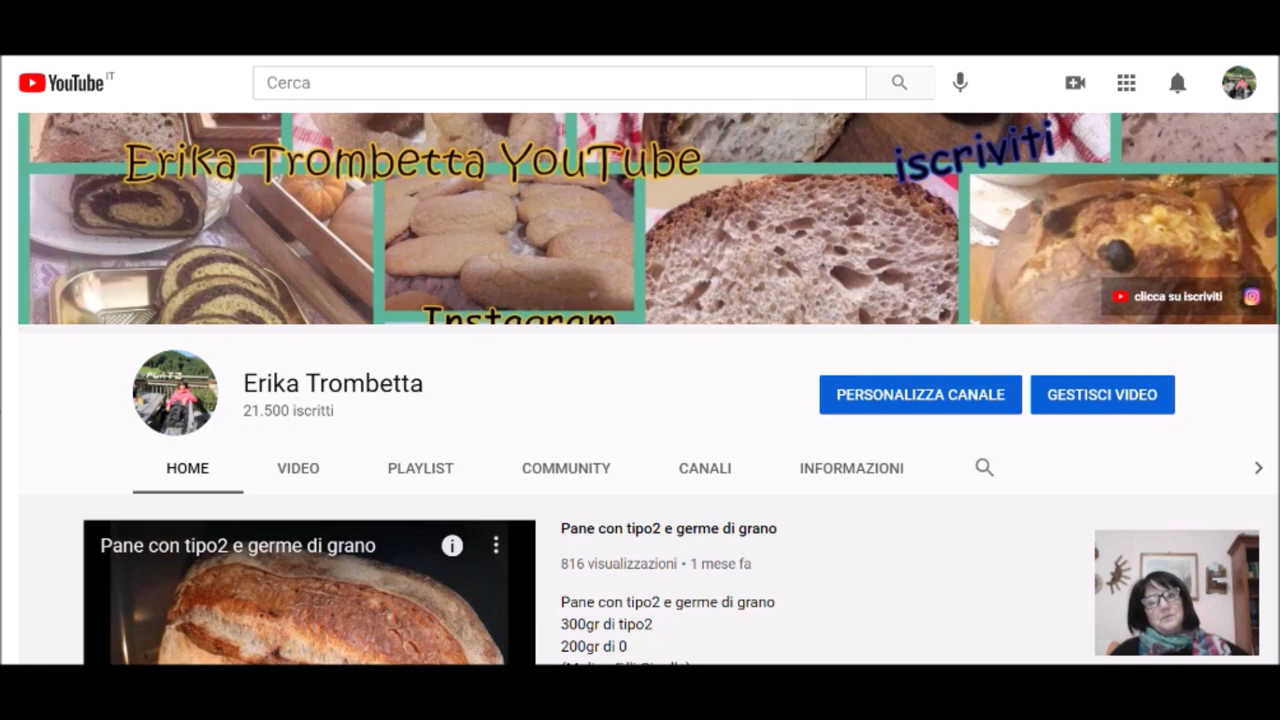 YouTube IT
Cerca
Erika Trombetta YouTube
iscriviti
clicca su iscriviti
Instagram
Erika Trombetta
21.500 iscritti
PERSONALIZZA CANALE
GESTISCI VIDEO
HOME
VIDEO
PLAYLIST
COMMUNITY
CANALI
INFORMAZIONI
Pane con tipo2 e germe di grano
Pane con tipo2 e germe di grano
816 visualizzazioni • 1 mese fa
Pane con tipo2 e germe di grano
300gr di tipo2
200gr di 0